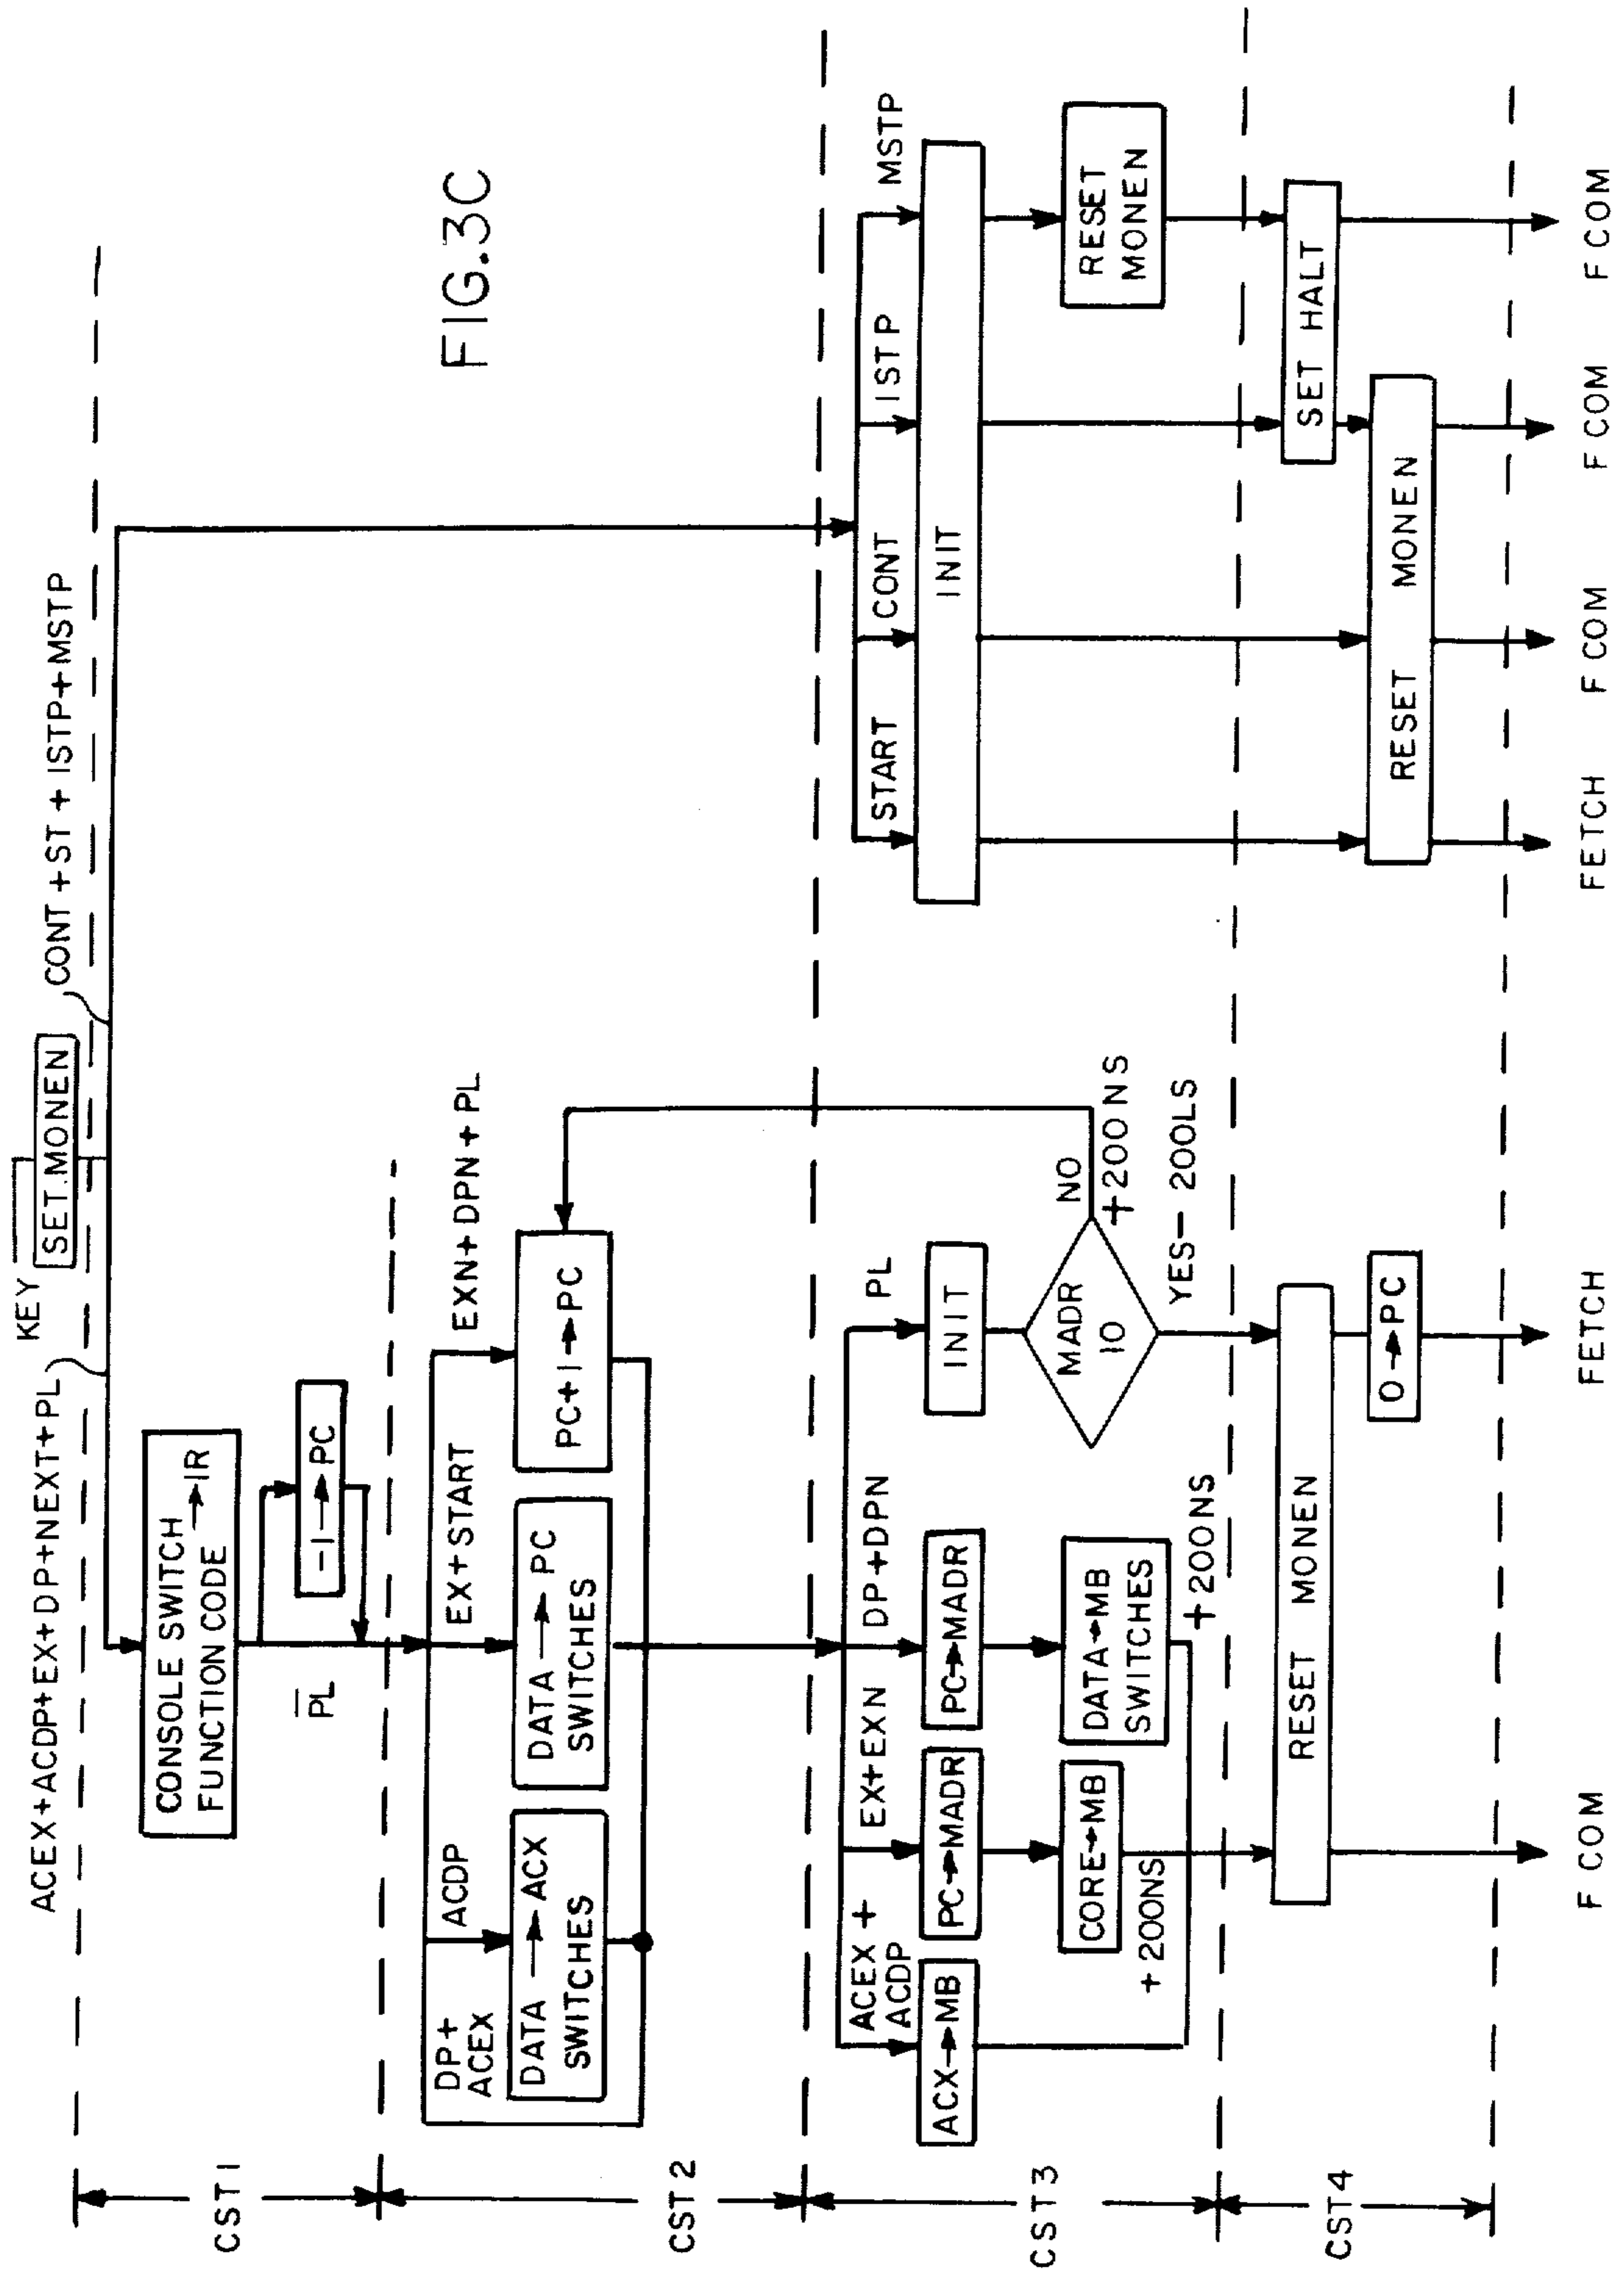 FIG.3C
KEY
SET.MONEN
ACEX+ACDP+EX+DP+NEXT+PL
CONT+ST+ISTP+MSTP
CST1
CONSOLE SWITCH
FUNCTION CODE → IR
-1→PC
P̅L̅
CST2
DP+
ACEX
ACDP
EX+START
EXN+DPN+PL
DATA → ACX
SWITCHES
DATA → PC
SWITCHES
PC+1→PC
CST3
ACEX +
ACDP
EX+EXN
DP+DPN
PL
START
CONT
ISTP
MSTP
ACX→MB
PC→MADR
PC→MADR
INIT
INIT
CORE→MB
DATA→MB
SWITCHES
MADR
10
NO
+200NS
RESET
MONEN
+200NS
+200NS
YES-200LS
CST4
RESET MONEN
SET HALT
0→PC
RESET MONEN
F COM
FETCH
FETCH
F COM
F COM
F COM